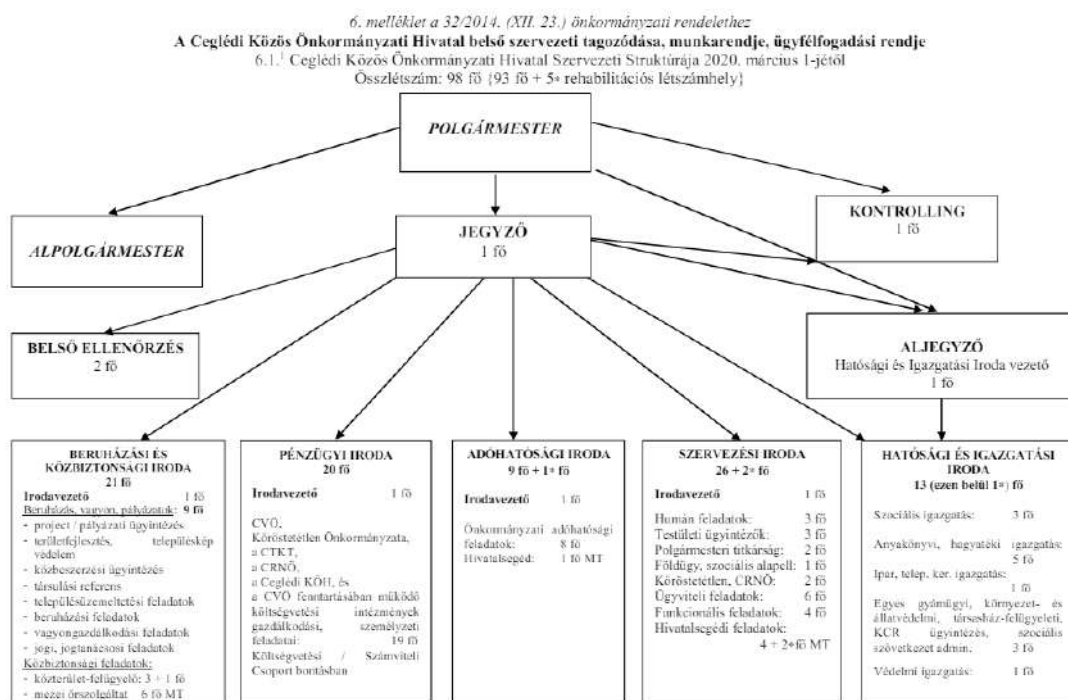 6. melléklet a 32/2014. (XII. 23.) önkormányzati rendelethez
A Ceglédi Közös Önkormányzati Hivatal belső szervezeti tagozódása, munkarendje, ügyfélfogadási rendje
6.1.¹ Ceglédi Közös Önkormányzati Hivatal Szervezeti Struktúrája 2020. március 1-jétől
Összlétszám: 98 fő {93 fő + 5* rehabilitációs létszámhely}
POLGÁRMESTER
ALPOLGÁRMESTER
JEGYZŐ
1 fő
KONTROLLING
1 fő
BELSŐ ELLENŐRZÉS
2 fő
ALJEGYZŐ
Hatósági és Igazgatási Iroda vezető
1 fő
BERUHÁZÁSI ÉS
KÖZBIZTONSÁGI IRODA
21 fő
Irodavezető 1 fő
Beruházás, vagyon, pályázatok: 9 fő
- project / pályázati ügyintézés
- területfejlesztés, településkép
védelem
- közbeszerzési ügyintézés
- társulási referens
- településüzemeltetési feladatok
- beruházási feladatok
- vagyongazdálkodási feladatok
- jogi, jogtanácsosi feladatok
Közbiztonsági feladatok:
- közterület-felügyelő: 3 + 1 fő
- mezei őrszolgálat 6 fő MT
PÉNZÜGYI IRODA
20 fő
Irodavezető 1 fő
CVÖ,
Kőröstetétlen Önkormányzata,
a CTKT,
a CRNÖ,
a Ceglédi KÖH, és
a CVÖ fenntartásában működő
költségvetési intézmények
gazdálkodási, személyzeti
feladatai: 19 fő
Költségvetési / Számviteli
Csoport bontásban
ADÓHATÓSÁGI IRODA
9 fő + 1* fő
Irodavezető 1 fő
Önkormányzati adóhatósági
feladatok: 8 fő
Hivatalsegéd: 1 fő MT
SZERVEZÉSI IRODA
26 + 2* fő
Irodavezető 1 fő
Humán feladatok: 3 fő
Testületi ügyintézők: 3 fő
Polgármesteri titkárság: 2 fő
Földügy, szociális alapell: 1 fő
Kőröstetétlen, CRNÖ: 2 fő
Ügyviteli feladatok: 6 fő
Funkcionális feladatok: 4 fő
Hivatalsegédi feladatok:
4 + 2*fő MT
HATÓSÁGI ÉS IGAZGATÁSI
IRODA
13 (ezen belül 1*) fő
Szociális igazgatás: 3 fő
Anyakönyvi, hagyatéki igazgatás:
5 fő
Ipar, telep. ker. igazgatás:
1 fő
Egyes gyámügyi, környezet- és
állatvédelmi, társasház-felügyeleti,
KCR ügyintézés, szociális
szövetkezet admin. 3 fő
Védelmi igazgatás: 1 fő